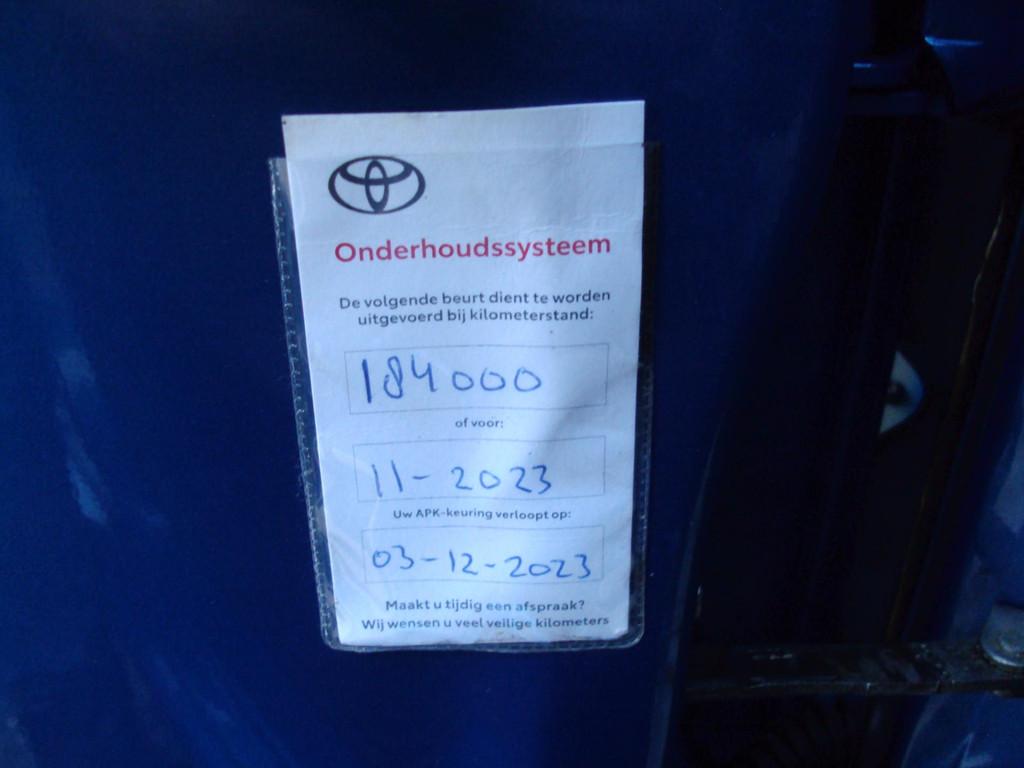 Onderhoudssysteem
De volgende beurt dient te worden
uitgevoerd bij kilometerstand:
184000
of voor:
11-2023
Uw APK-keuring verloopt op:
03-12-2023
Maakt u tijdig een afspraak?
Wij wensen u veel veilige kilometers